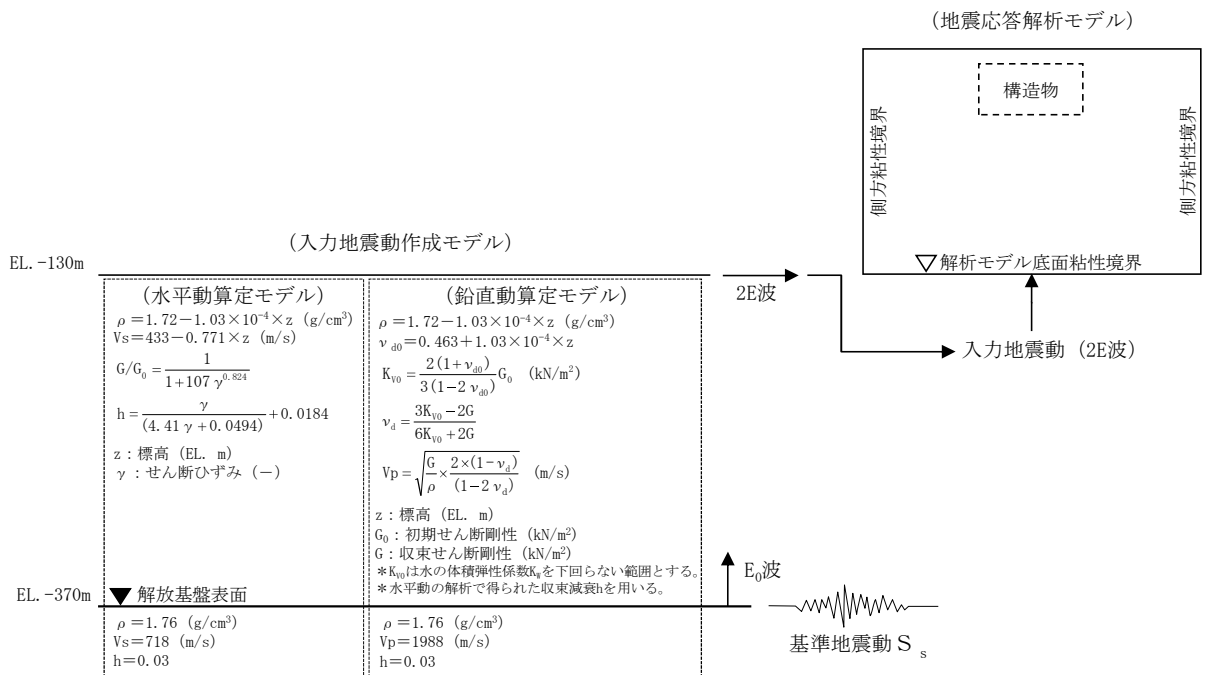 (地震応答解析モデル)
構造物
側方粘性境界
側方粘性境界
▽解析モデル底面粘性境界
(入力地震動作成モデル)
EL.-130m
2E波
入力地震動(2E波)
(水平動算定モデル)
ρ=1.72-1.03×10⁻⁴×z (g/cm³)
Vs=433-0.771×z (m/s)
G/G₀=1/(1+107γ^0.824)
h=γ/(4.41γ+0.0494)+0.0184
z:標高(EL. m)
γ:せん断ひずみ(-)
(鉛直動算定モデル)
ρ=1.72-1.03×10⁻⁴×z (g/cm³)
ν_d0=0.463+1.03×10⁻⁴×z
K_V0=2(1+ν_d0)/3(1-2ν_d0)G₀ (kN/m²)
ν_d=(3K_V0-2G)/(6K_V0+2G)
Vp=√(G/ρ×2×(1-ν_d)/(1-2ν_d)) (m/s)
z:標高(EL. m)
G₀:初期せん断剛性(kN/m²)
G:収束せん断剛性(kN/m²)
*K_V0は水の体積弾性係数K_Wを下回らない範囲とする。
*水平動の解析で得られた収束減衰hを用いる。
E₀波
EL.-370m
▼解放基盤表面
ρ=1.76 (g/cm³)
Vs=718 (m/s)
h=0.03
ρ=1.76 (g/cm³)
Vp=1988 (m/s)
h=0.03
基準地震動Ss